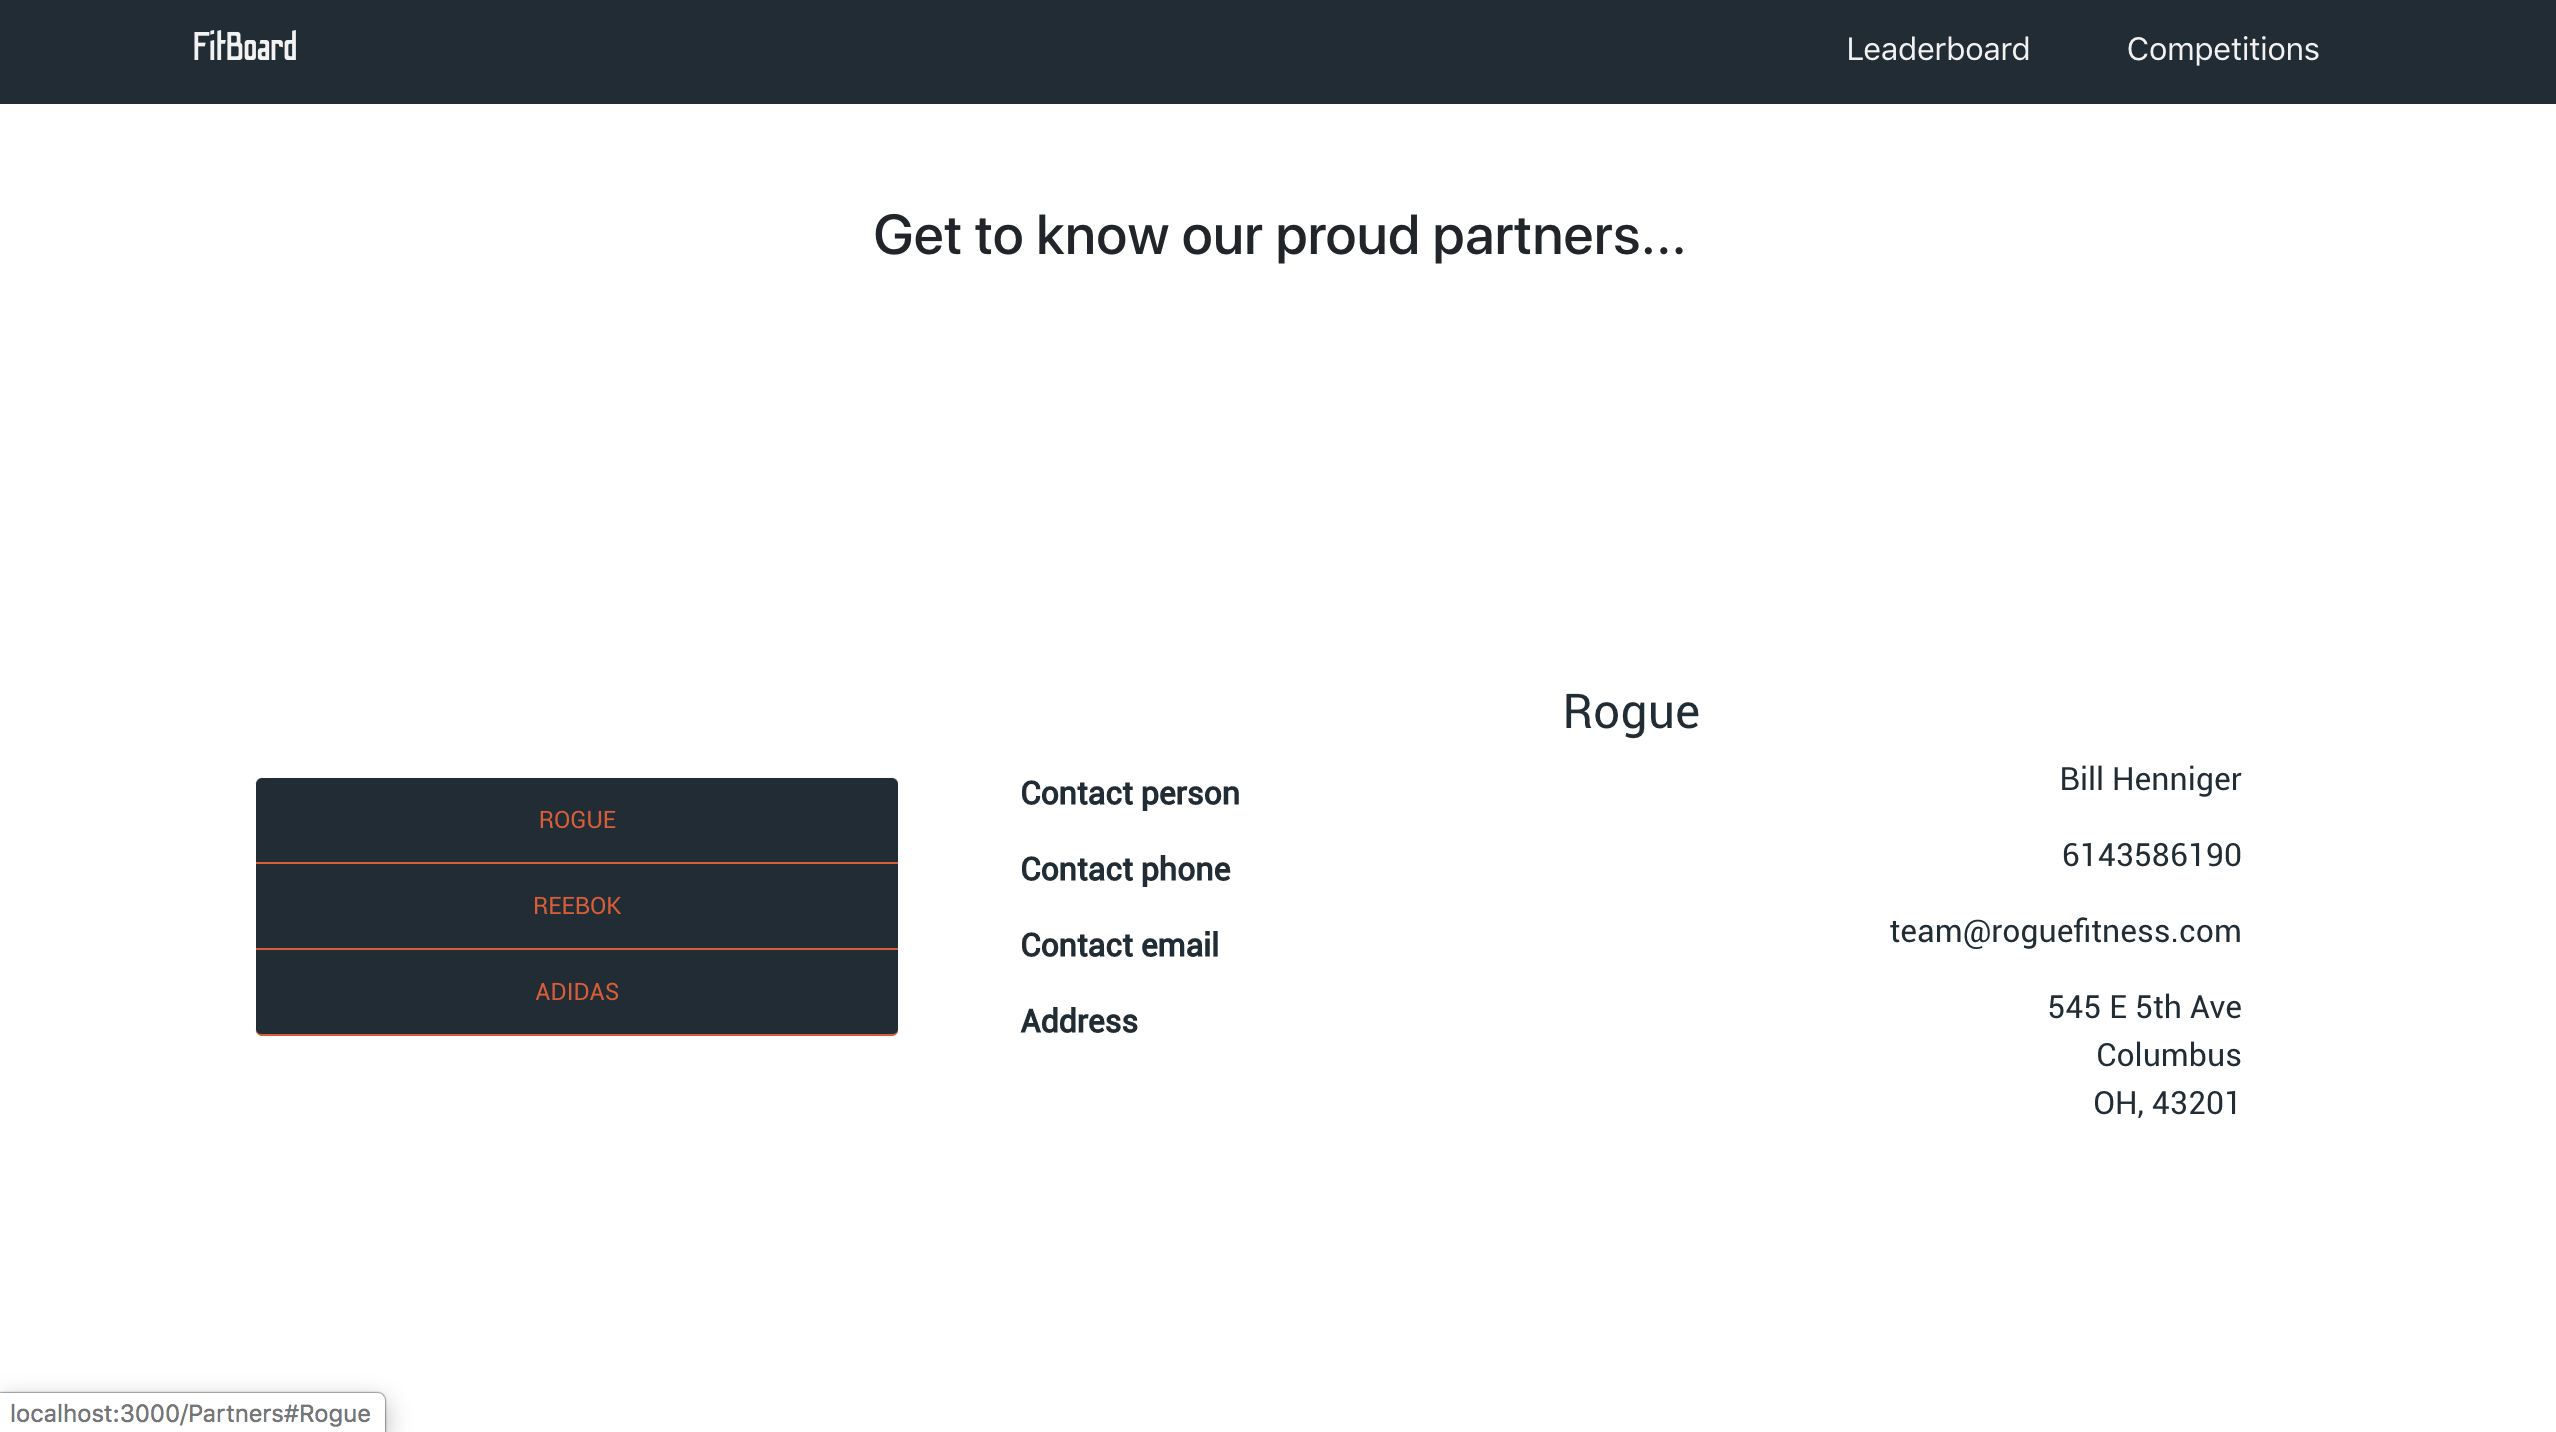 FitBoard
Leaderboard
Competitions
Get to know our proud partners...
ROGUE
REEBOK
ADIDAS
Rogue
Contact person
Bill Henniger
Contact phone
6143586190
Contact email
team@roguefitness.com
Address
545 E 5th Ave
Columbus
OH, 43201
localhost:3000/Partners#Rogue